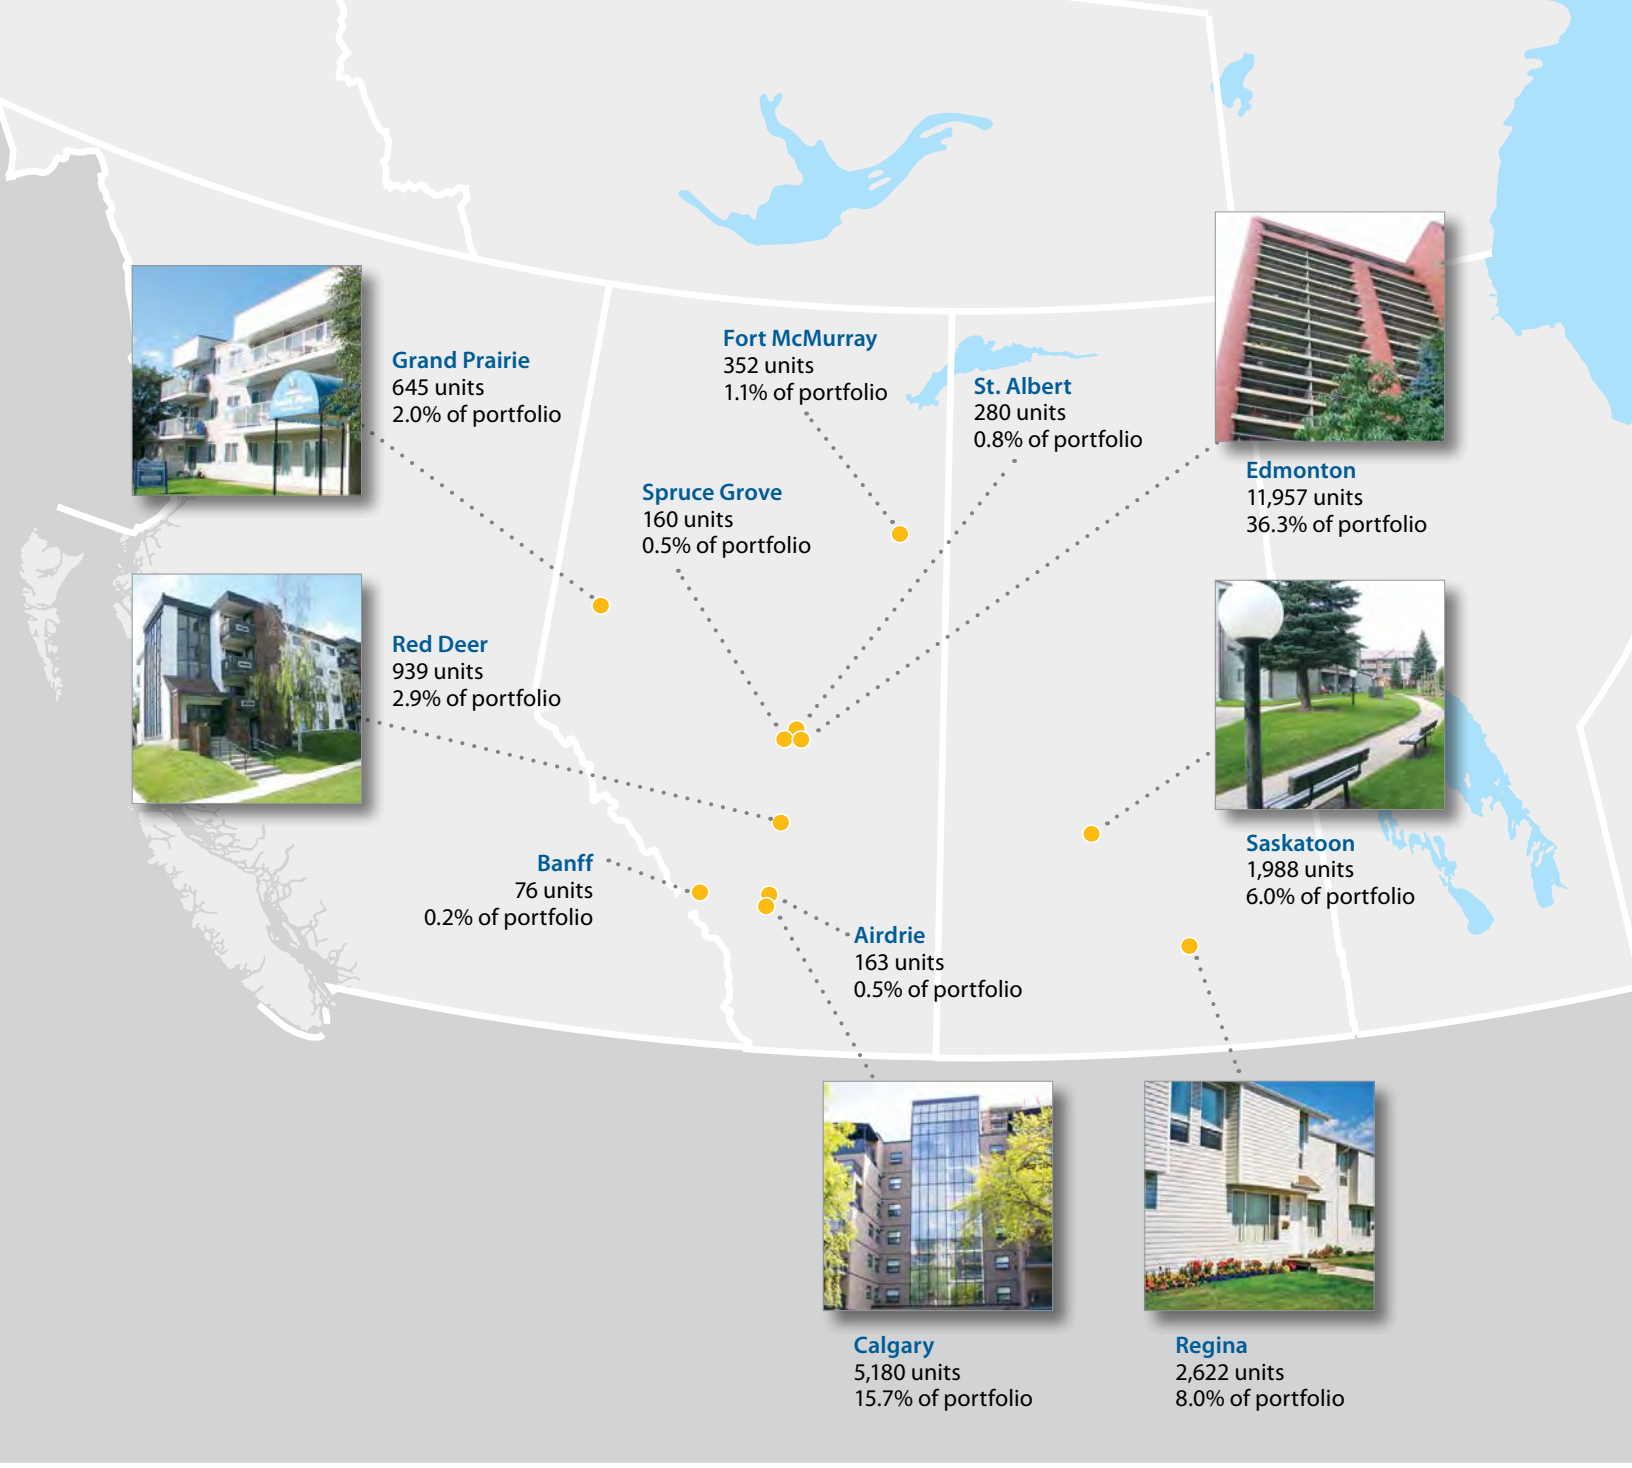 Grand Prairie
645 units
2.0% of portfolio
Fort McMurray
352 units
1.1% of portfolio
St. Albert
280 units
0.8% of portfolio
Edmonton
11,957 units
36.3% of portfolio
Spruce Grove
160 units
0.5% of portfolio
Red Deer
939 units
2.9% of portfolio
Banff
76 units
0.2% of portfolio
Airdrie
163 units
0.5% of portfolio
Saskatoon
1,988 units
6.0% of portfolio
Calgary
5,180 units
15.7% of portfolio
Regina
2,622 units
8.0% of portfolio